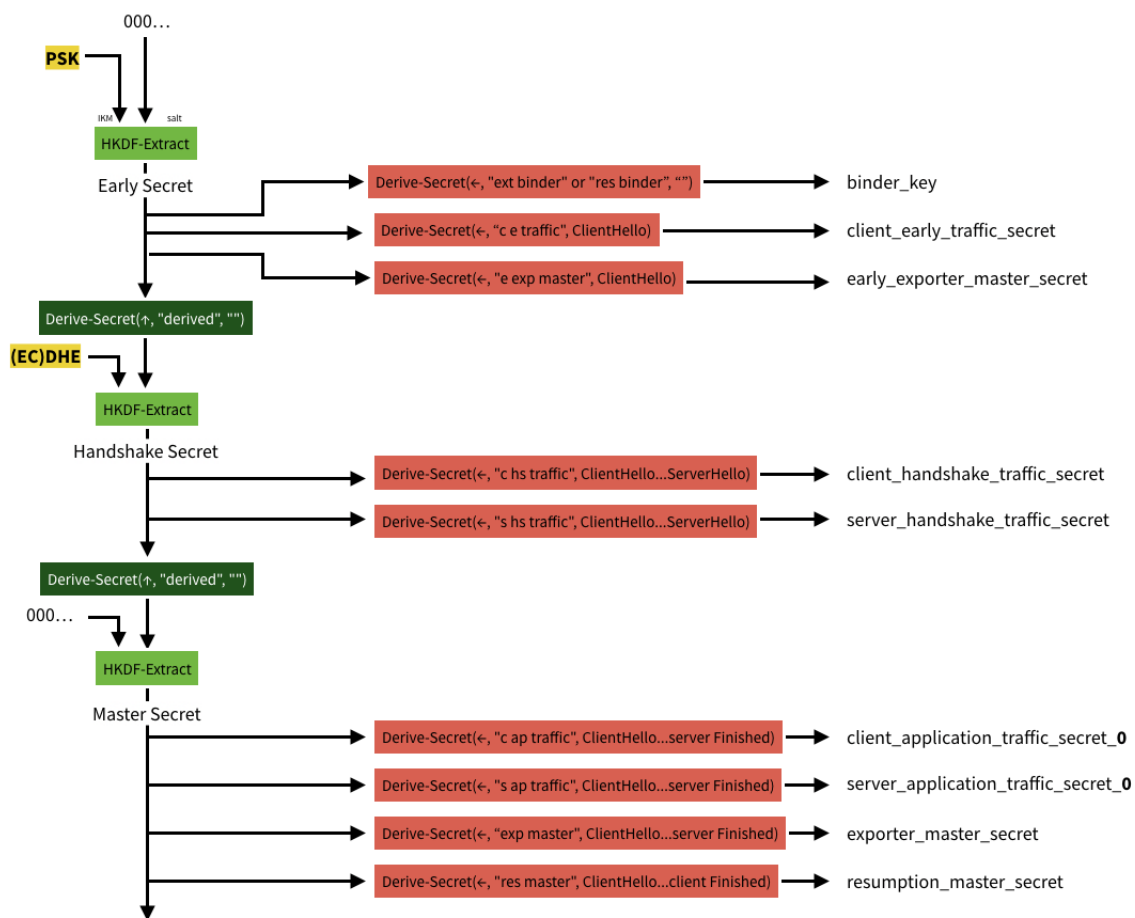 000…
PSK
IKM
salt
HKDF-Extract
Early Secret
Derive-Secret(←, "ext binder" or "res binder”, “”)
binder_key
Derive-Secret(←, “c e traffic”, ClientHello)
client_early_traffic_secret
Derive-Secret(←, “e exp master”, ClientHello)
early_exporter_master_secret
Derive-Secret(↑, "derived", "")
(EC)DHE
HKDF-Extract
Handshake Secret
Derive-Secret(←, "c hs traffic", ClientHello...ServerHello)
client_handshake_traffic_secret
Derive-Secret(←, "s hs traffic", ClientHello...ServerHello)
server_handshake_traffic_secret
Derive-Secret(↑, "derived", "")
000…
HKDF-Extract
Master Secret
Derive-Secret(←, "c ap traffic", ClientHello...server Finished)
client_application_traffic_secret_0
Derive-Secret(←, "s ap traffic", ClientHello...server Finished)
server_application_traffic_secret_0
Derive-Secret(←, “exp master", ClientHello...server Finished)
exporter_master_secret
Derive-Secret(←, "res master", ClientHello...client Finished)
resumption_master_secret